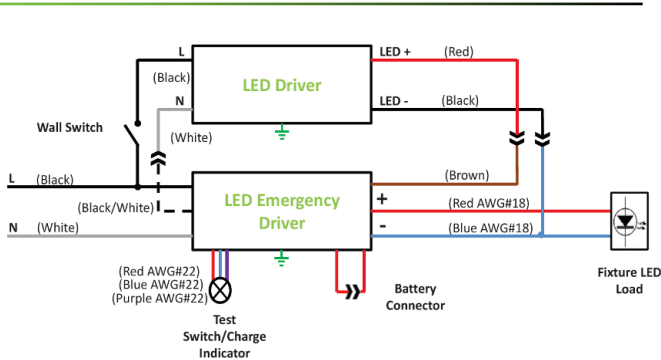 L
LED +
(Red)
(Black)
LED Driver
N
LED -
(Black)
Wall Switch
(White)
L
(Black)
(Brown)
LED Emergency
Driver
+
(Red AWG#18)
(Black/White)
N
(White)
-
(Blue AWG#18)
(Red AWG#22)
(Blue AWG#22)
(Purple AWG#22)
Battery
Connector
Fixture LED
Load
Test
Switch/Charge
Indicator